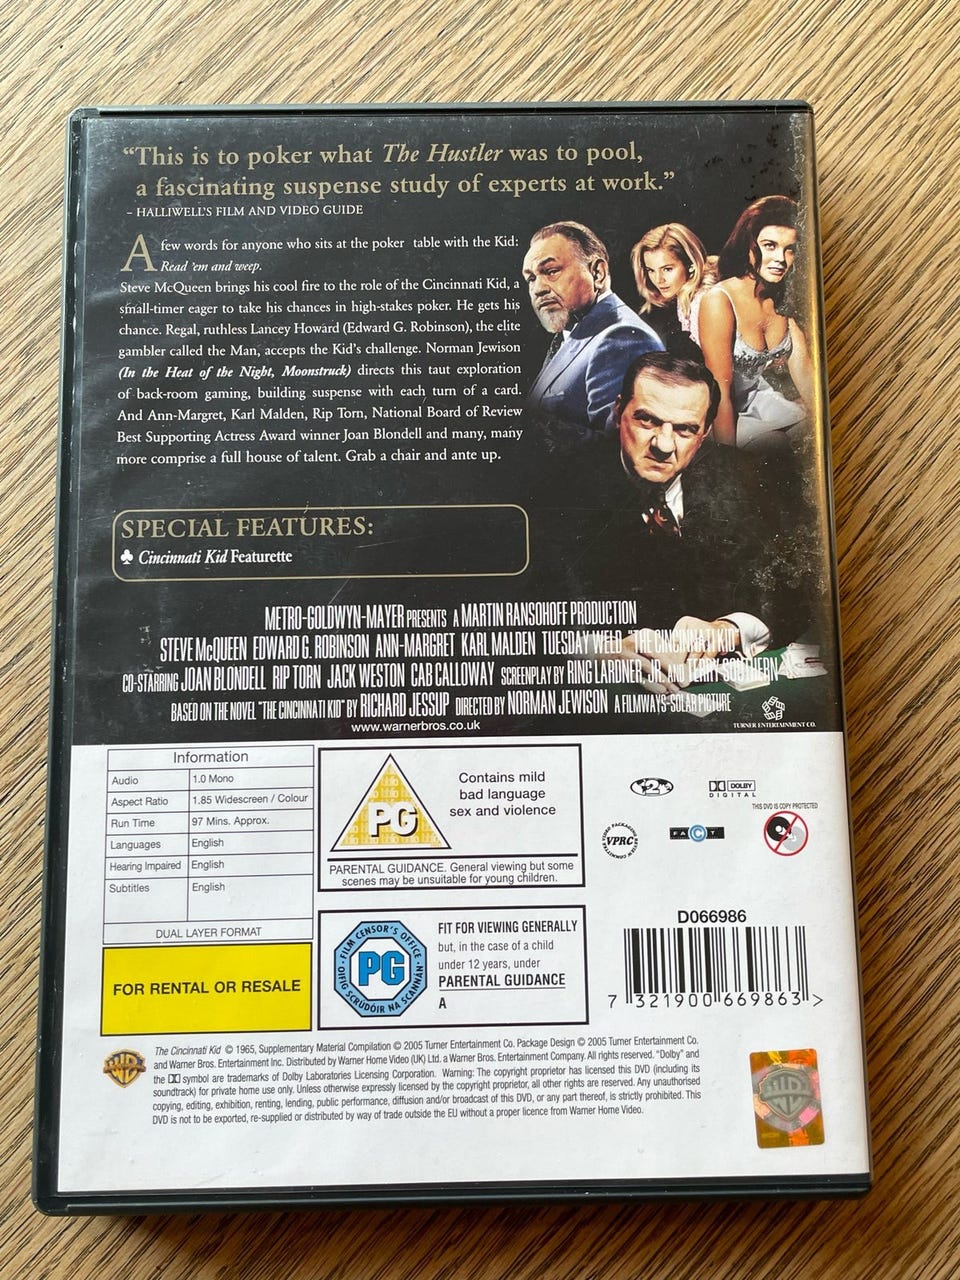 “This is to poker what The Hustler was to pool,
a fascinating suspense study of experts at work.”
- HALLIWELL'S FILM AND VIDEO GUIDE
A few words for anyone who sits at the poker table with the Kid:
Read 'em and weep.
Steve McQueen brings his cool fire to the role of the Cincinnati Kid, a
small-timer eager to take his chances in high-stakes poker. He gets his
chance. Regal, ruthless Lancey Howard (Edward G. Robinson), the elite
gambler called the Man, accepts the Kid's challenge. Norman Jewison
(In the Heat of the Night, Moonstruck) directs this taut exploration
of back-room gaming, building suspense with each turn of a card.
And Ann-Margret, Karl Malden, Rip Torn, National Board of Review
Best Supporting Actress Award winner Joan Blondell and many, many
more comprise a full house of talent. Grab a chair and ante up.
SPECIAL FEATURES:
♣ Cincinnati Kid Featurette
METRO-GOLDWYN-MAYER PRESENTS A MARTIN RANSOHOFF PRODUCTION
STEVE McQUEEN EDWARD G. ROBINSON ANN-MARGRET KARL MALDEN TUESDAY WELD "THE CINCINNATI KID"
CO-STARRING JOAN BLONDELL RIP TORN JACK WESTON CAB CALLOWAY SCREENPLAY BY RING LARDNER, JR. AND TERRY SOUTHERN
BASED ON THE NOVEL "THE CINCINNATI KID" BY RICHARD JESSUP DIRECTED BY NORMAN JEWISON A FILMWAYS-SOLAR PICTURE
www.warnerbros.co.uk
TURNER ENTERTAINMENT CO.
Information
Audio 1.0 Mono
Aspect Ratio 1.85 Widescreen / Colour
Run Time 97 Mins. Approx.
Languages English
Hearing Impaired English
Subtitles English
DUAL LAYER FORMAT
FOR RENTAL OR RESALE
PG
Contains mild
bad language
sex and violence
PARENTAL GUIDANCE. General viewing but some
scenes may be unsuitable for young children.
FILM CENSOR'S OFFICE
PG
OIFIG SCRÚDÓIR NA SCANNÁN
FIT FOR VIEWING GENERALLY
but, in the case of a child
under 12 years, under
PARENTAL GUIDANCE
A
2
DOLBY
DIGITAL
THIS DVD IS COPY PROTECTED
VPRC
FACT
D066986
7 321900 669863 >
The Cincinnati Kid © 1965, Supplementary Material Compilation © 2005 Turner Entertainment Co. Package Design © 2005 Turner Entertainment Co.
and Warner Bros. Entertainment Inc. Distributed by Warner Home Video (UK) Ltd. a Warner Bros. Entertainment Company. All rights reserved. "Dolby" and
the DD symbol are trademarks of Dolby Laboratories Licensing Corporation. Warning: The copyright proprietor has licensed this DVD (including its
soundtrack) for private home use only. Unless otherwise expressly licensed by the copyright proprietor, all other rights are reserved. Any unauthorised
copying, editing, exhibition, renting, lending, public performance, diffusion and/or broadcast of this DVD, or any part thereof, is strictly prohibited. This
DVD is not to be exported, re-supplied or distributed by way of trade outside the EU without a proper licence from Warner Home Video.